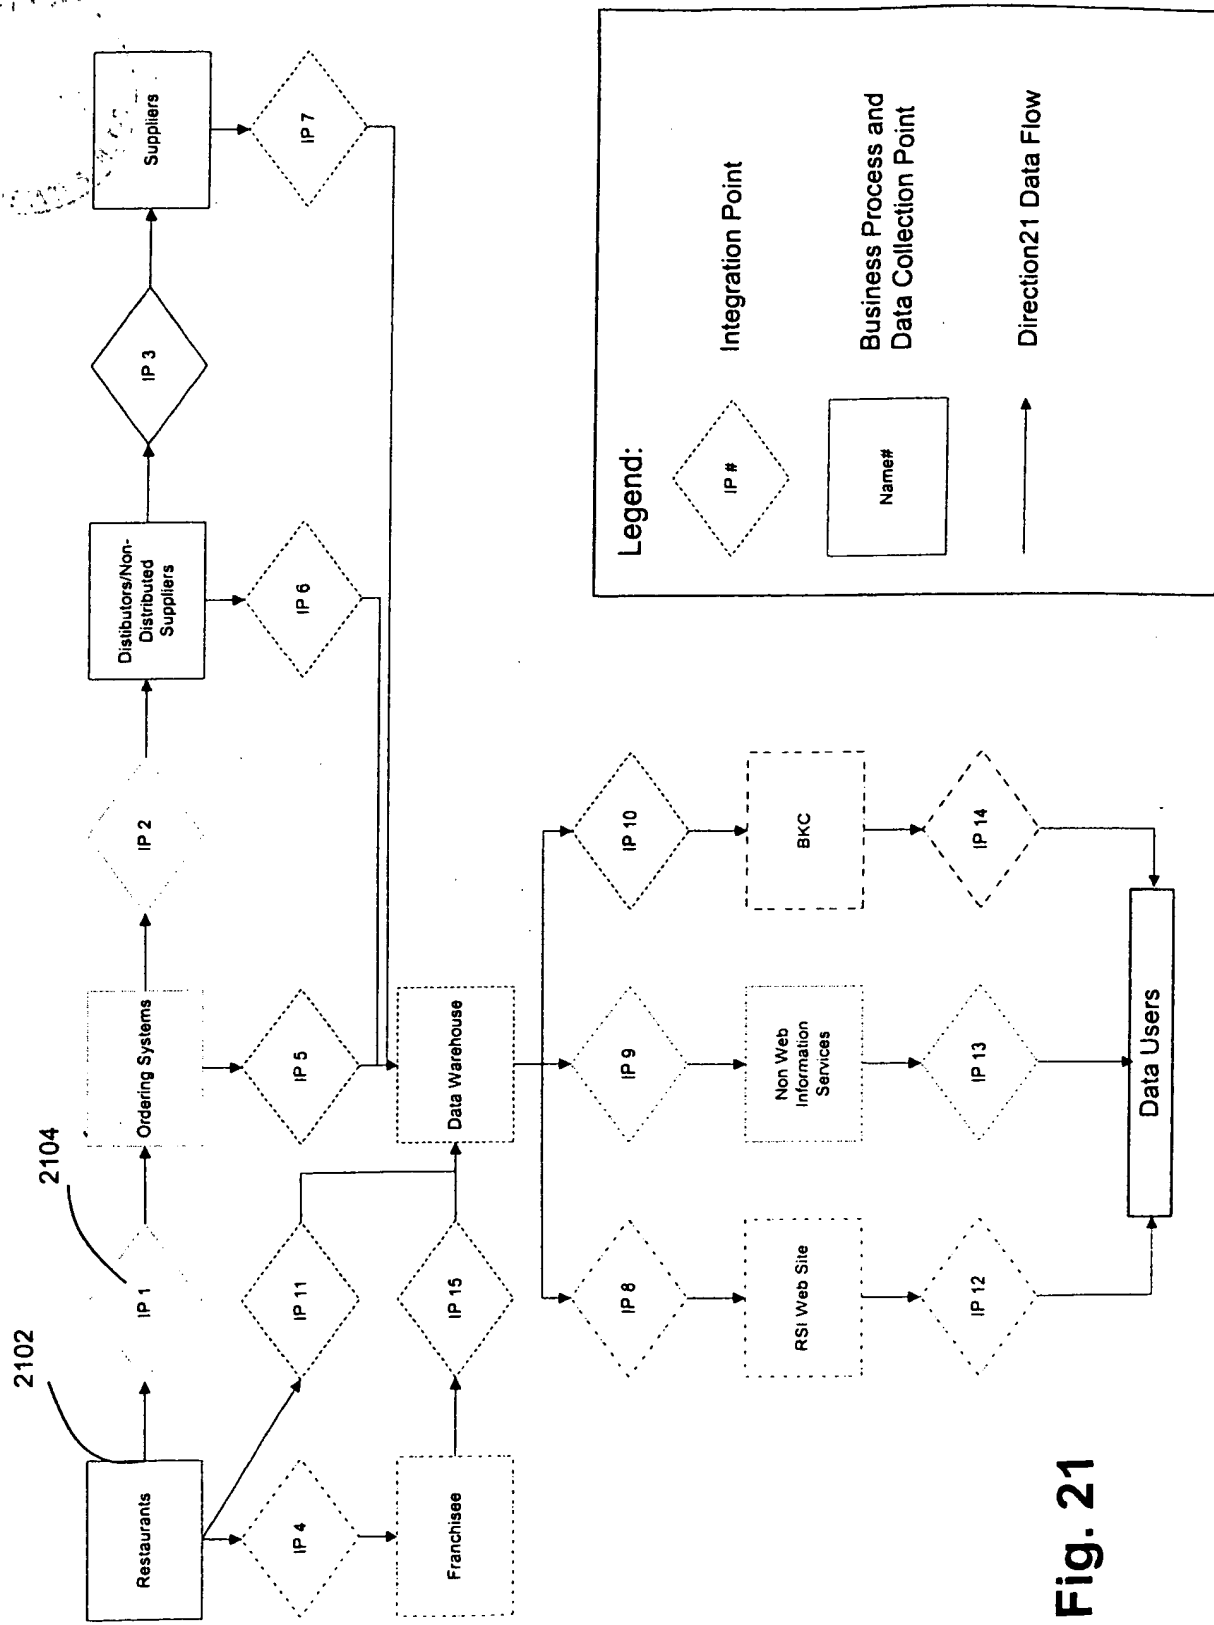 2102
2104
Restaurants
IP 1
Ordering Systems
IP 2
Distibutors/Non-
Distributed
Suppliers
IP 3
Suppliers
IP 4
IP 11
IP 5
IP 6
IP 7
Franchisee
IP 15
Data Warehouse
IP 8
IP 9
IP 10
RSI Web Site
Non Web
Information
Services
BKC
IP 12
IP 13
IP 14
Data Users
Legend:
IP #
Integration Point
Name#
Business Process and
Data Collection Point
Direction21 Data Flow
Fig. 21